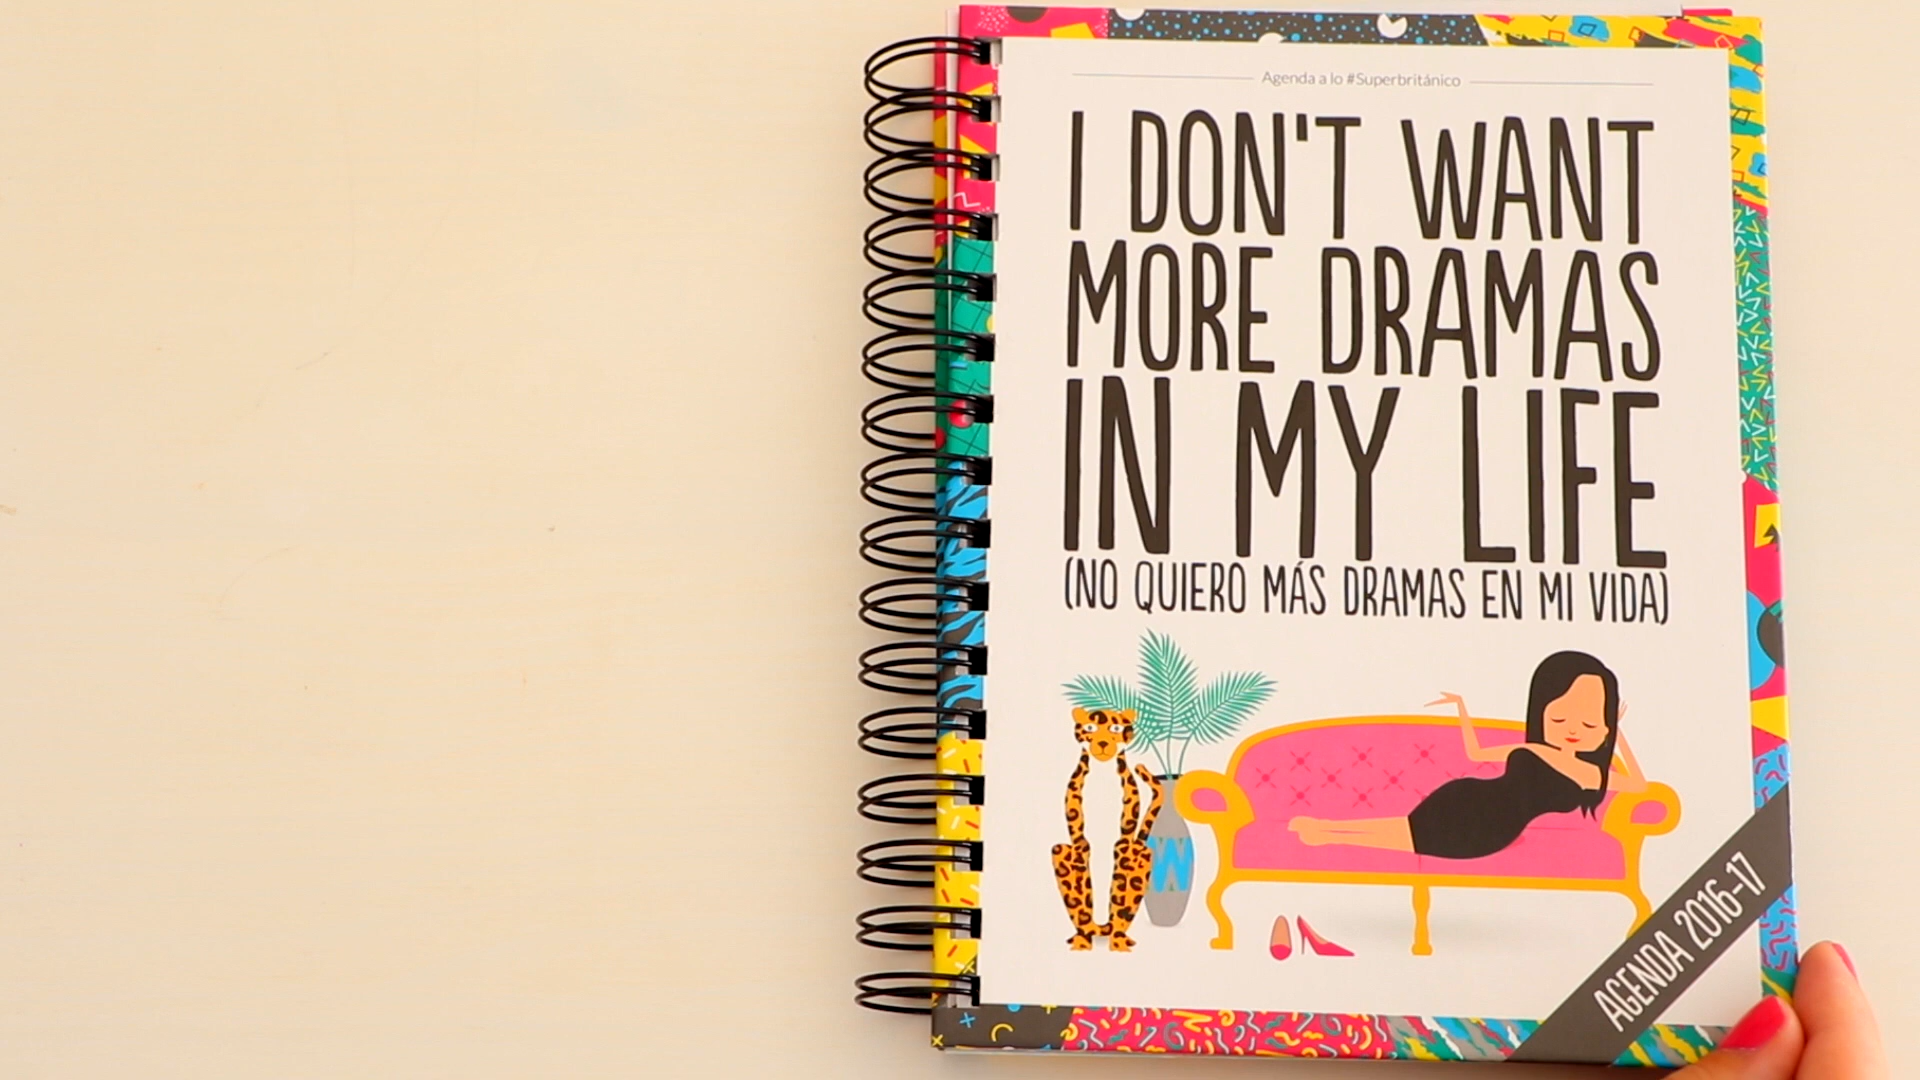 Agenda a lo #Superbritánico
I DON'T WANT
MORE DRAMAS
IN MY LIFE
(NO QUIERO MÁS DRAMAS EN MI VIDA)
W
AGENDA 2016-17